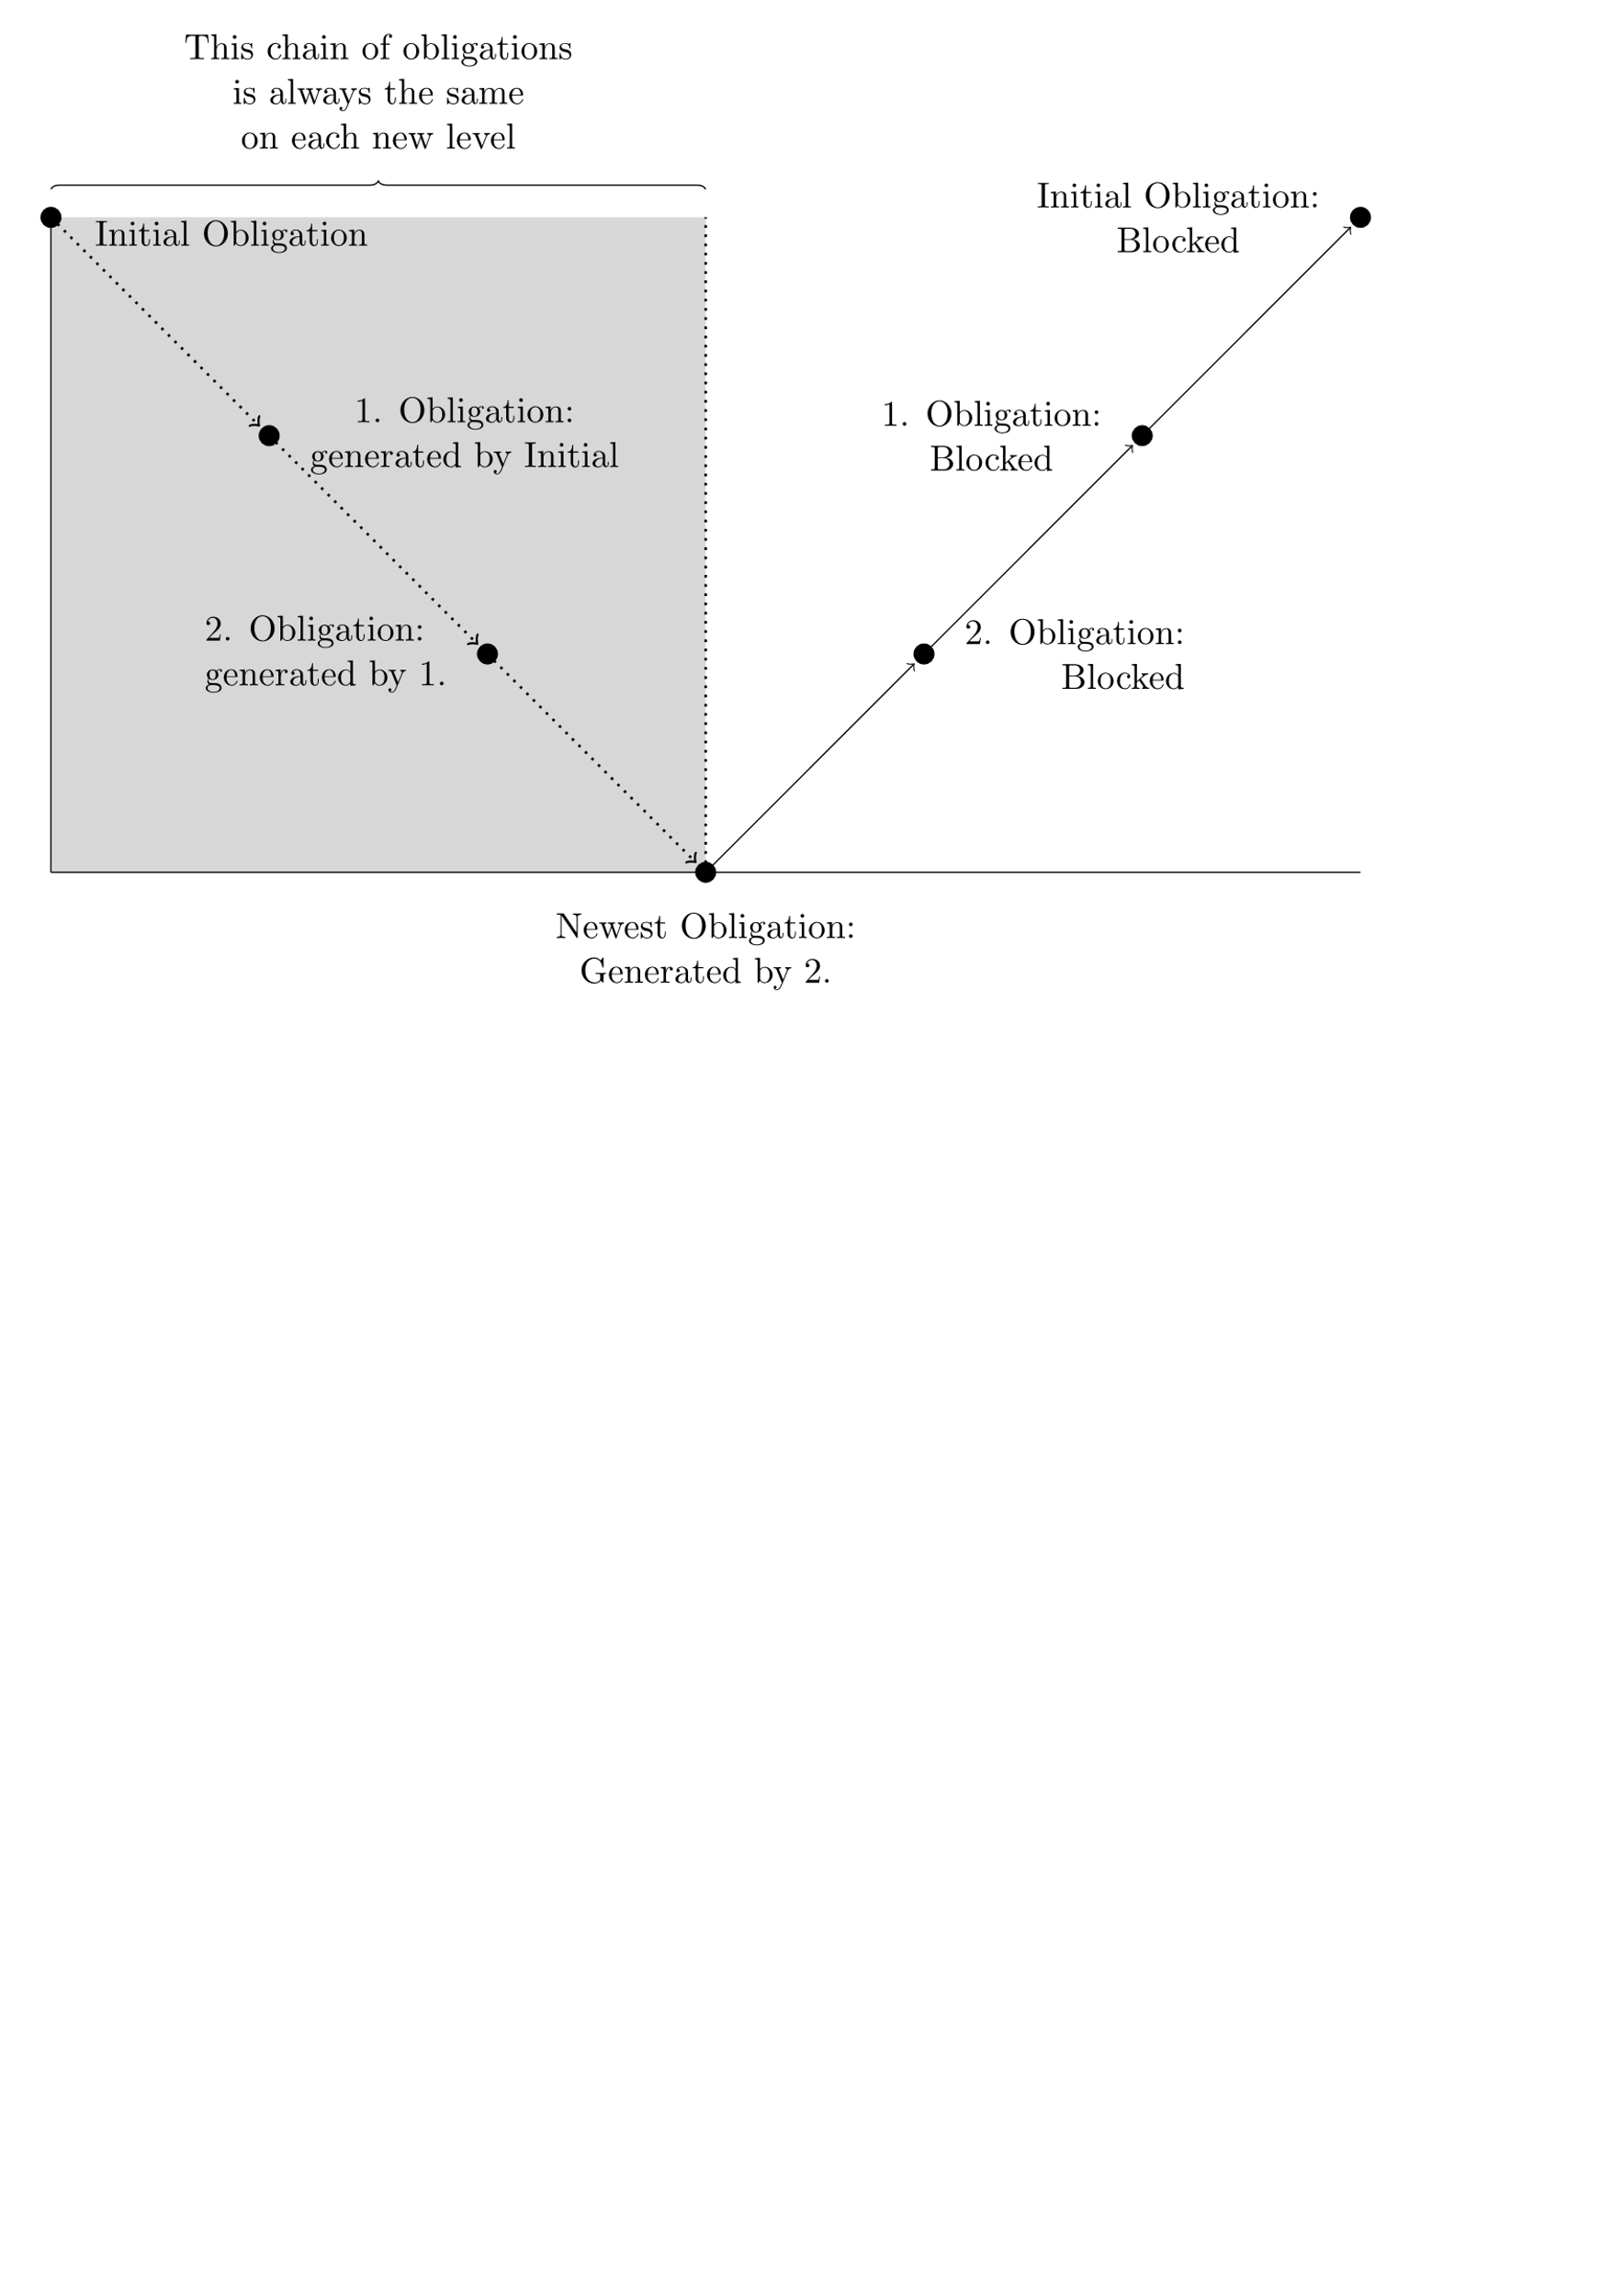 This chain of obligations
is always the same
on each new level
Initial Obligation
Initial Obligation:
Blocked
1. Obligation:
generated by Initial
1. Obligation:
Blocked
2. Obligation:
generated by 1.
2. Obligation:
Blocked
Newest Obligation:
Generated by 2.